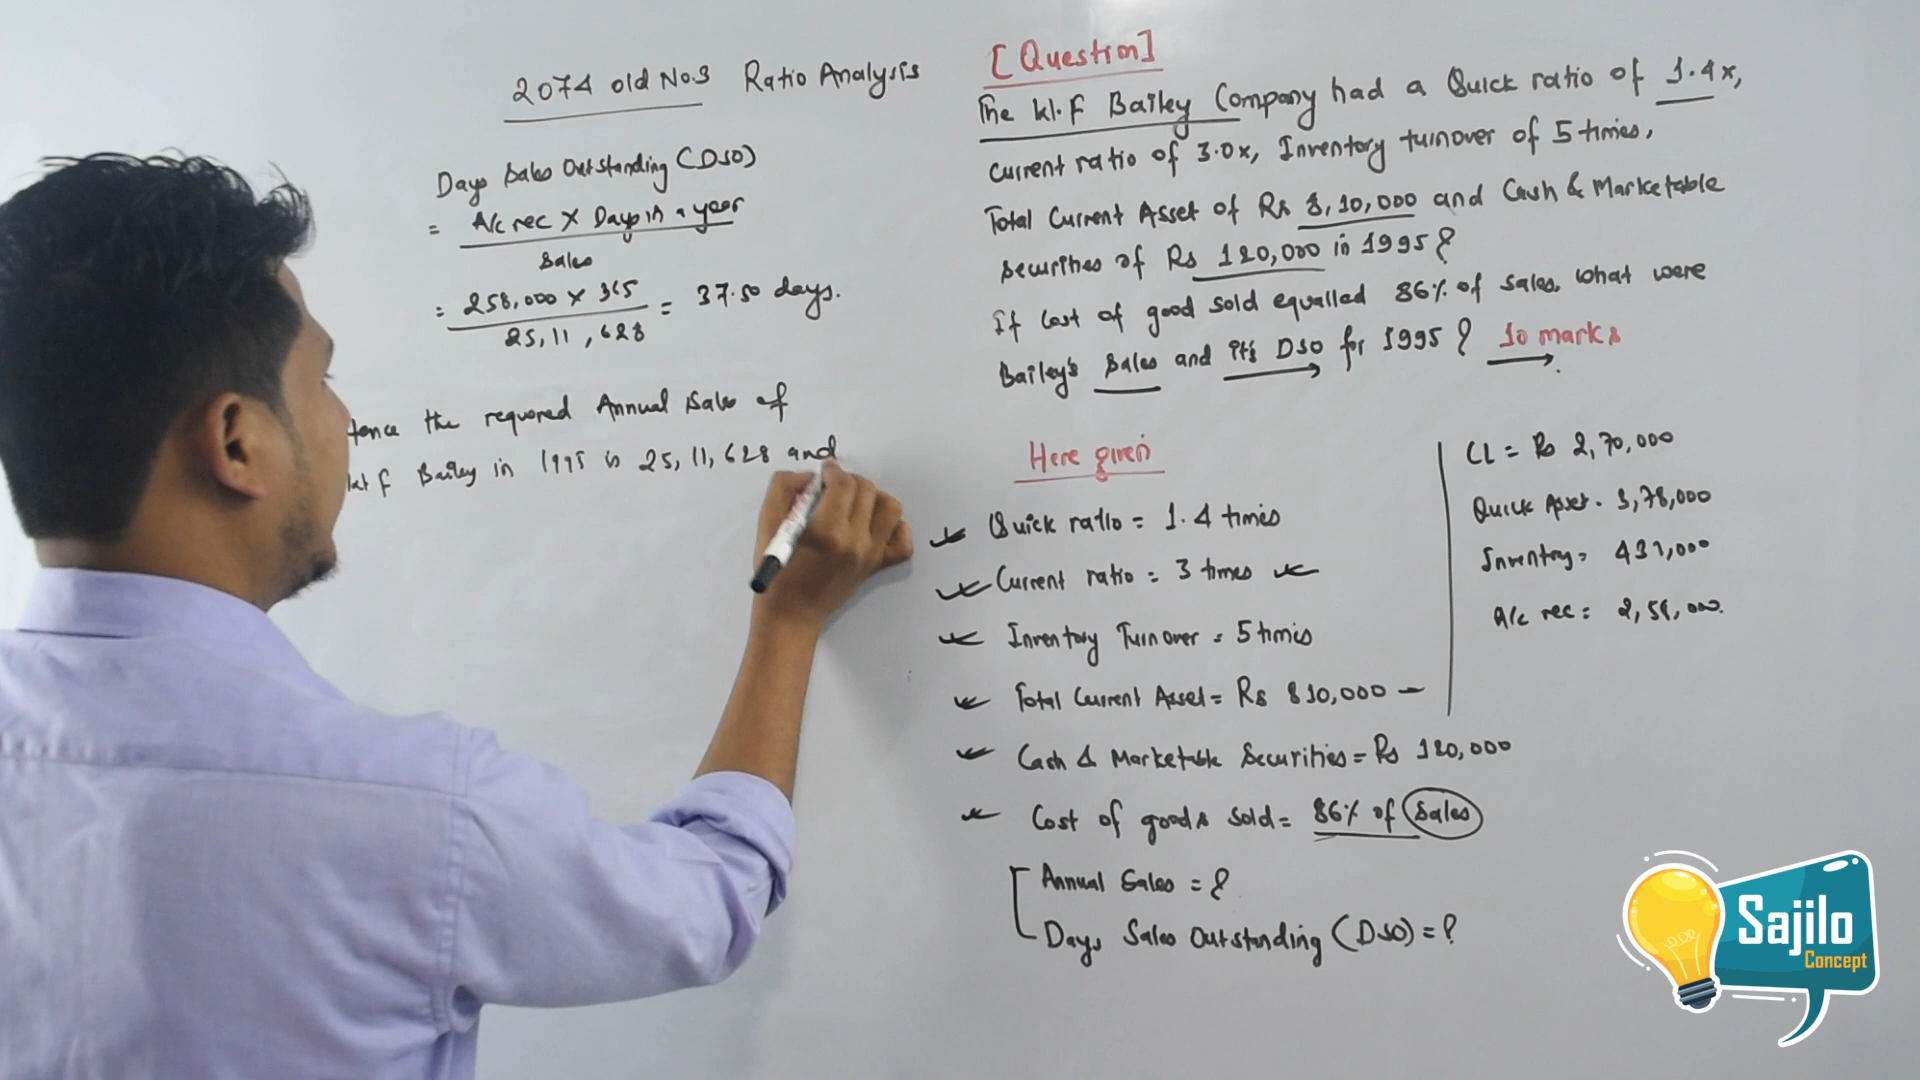 2074 old No.3 Ratio Analysis
Days Sales Outstanding (DSO)
= A/c rec X Days in a year
Sales
= 258,000 X 365
25,11,628
= 37.50 days.
Hence the required Annual Sales of
W F Bailey in 1995 is 25,11,628 and
[Question]
The W.F Bailey Company had a Quick ratio of 1.4x,
Current ratio of 3.0x, Inventory turnover of 5 times,
Total Current Asset of Rs 8,10,000 and Cash & Marketable
securities of Rs 120,000 in 1995?
If Cost of good sold equalled 86% of sales, what were
Bailey's Sales and it's DSO for 1995? 10 marks
Here given
Quick ratio = 1.4 times
Current ratio = 3 times
Inventory Turnover = 5 times
Total Current Asset = Rs 810,000
Cash & Marketable Securities = Rs 120,000
Cost of goods sold = 86% of Sales
Annual Sales = ?
Days Sales Outstanding (DSO) = ?
CL = Rs 2,70,000
Quick Asset = 3,78,000
Inventory = 432,000
A/c rec = 2,58,000.
Sajilo
Concept